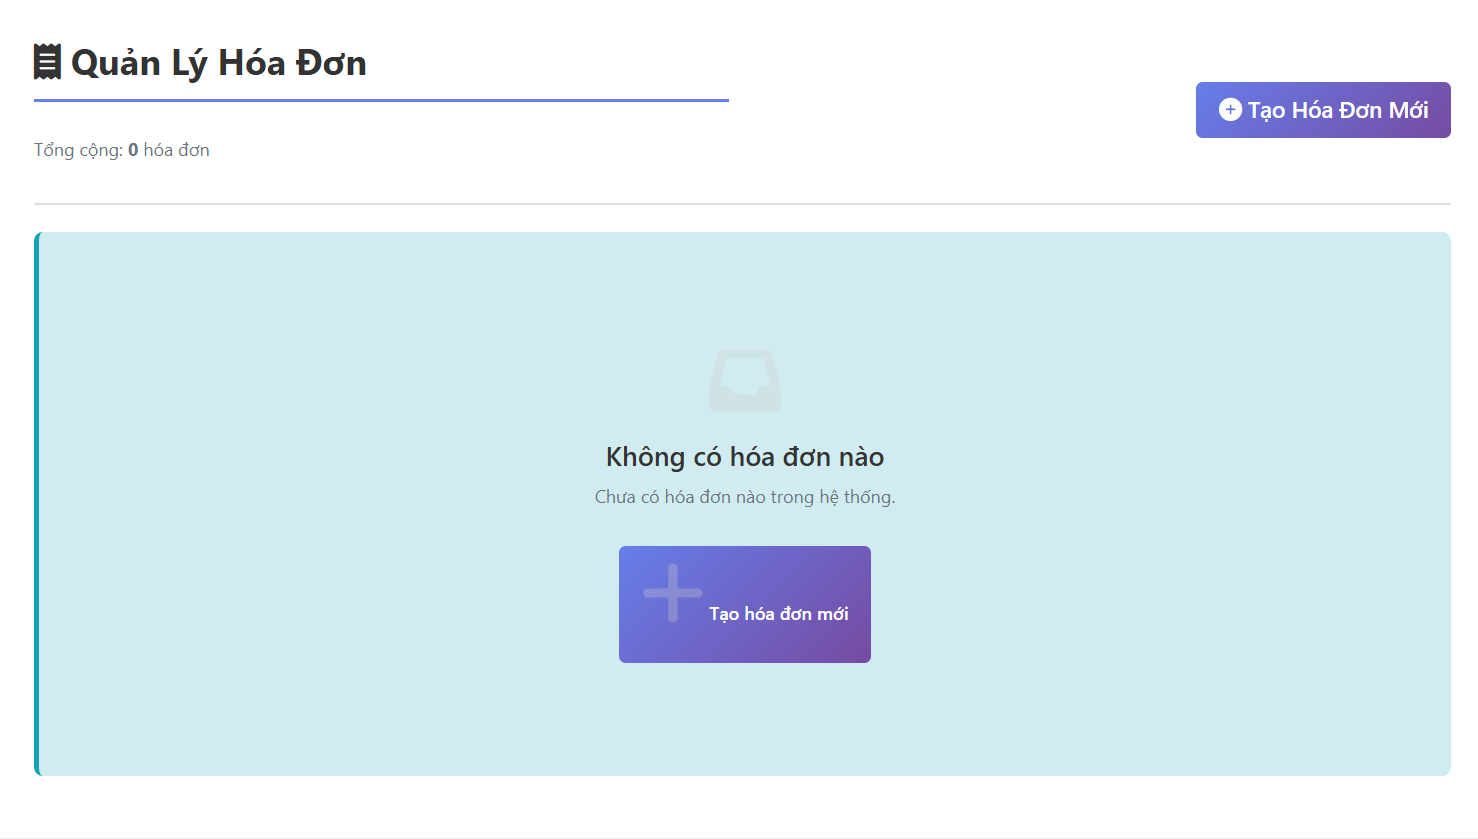 Quản Lý Hóa Đơn
Tạo Hóa Đơn Mới
Tổng cộng: 0 hóa đơn
Không có hóa đơn nào
Chưa có hóa đơn nào trong hệ thống.
Tạo hóa đơn mới